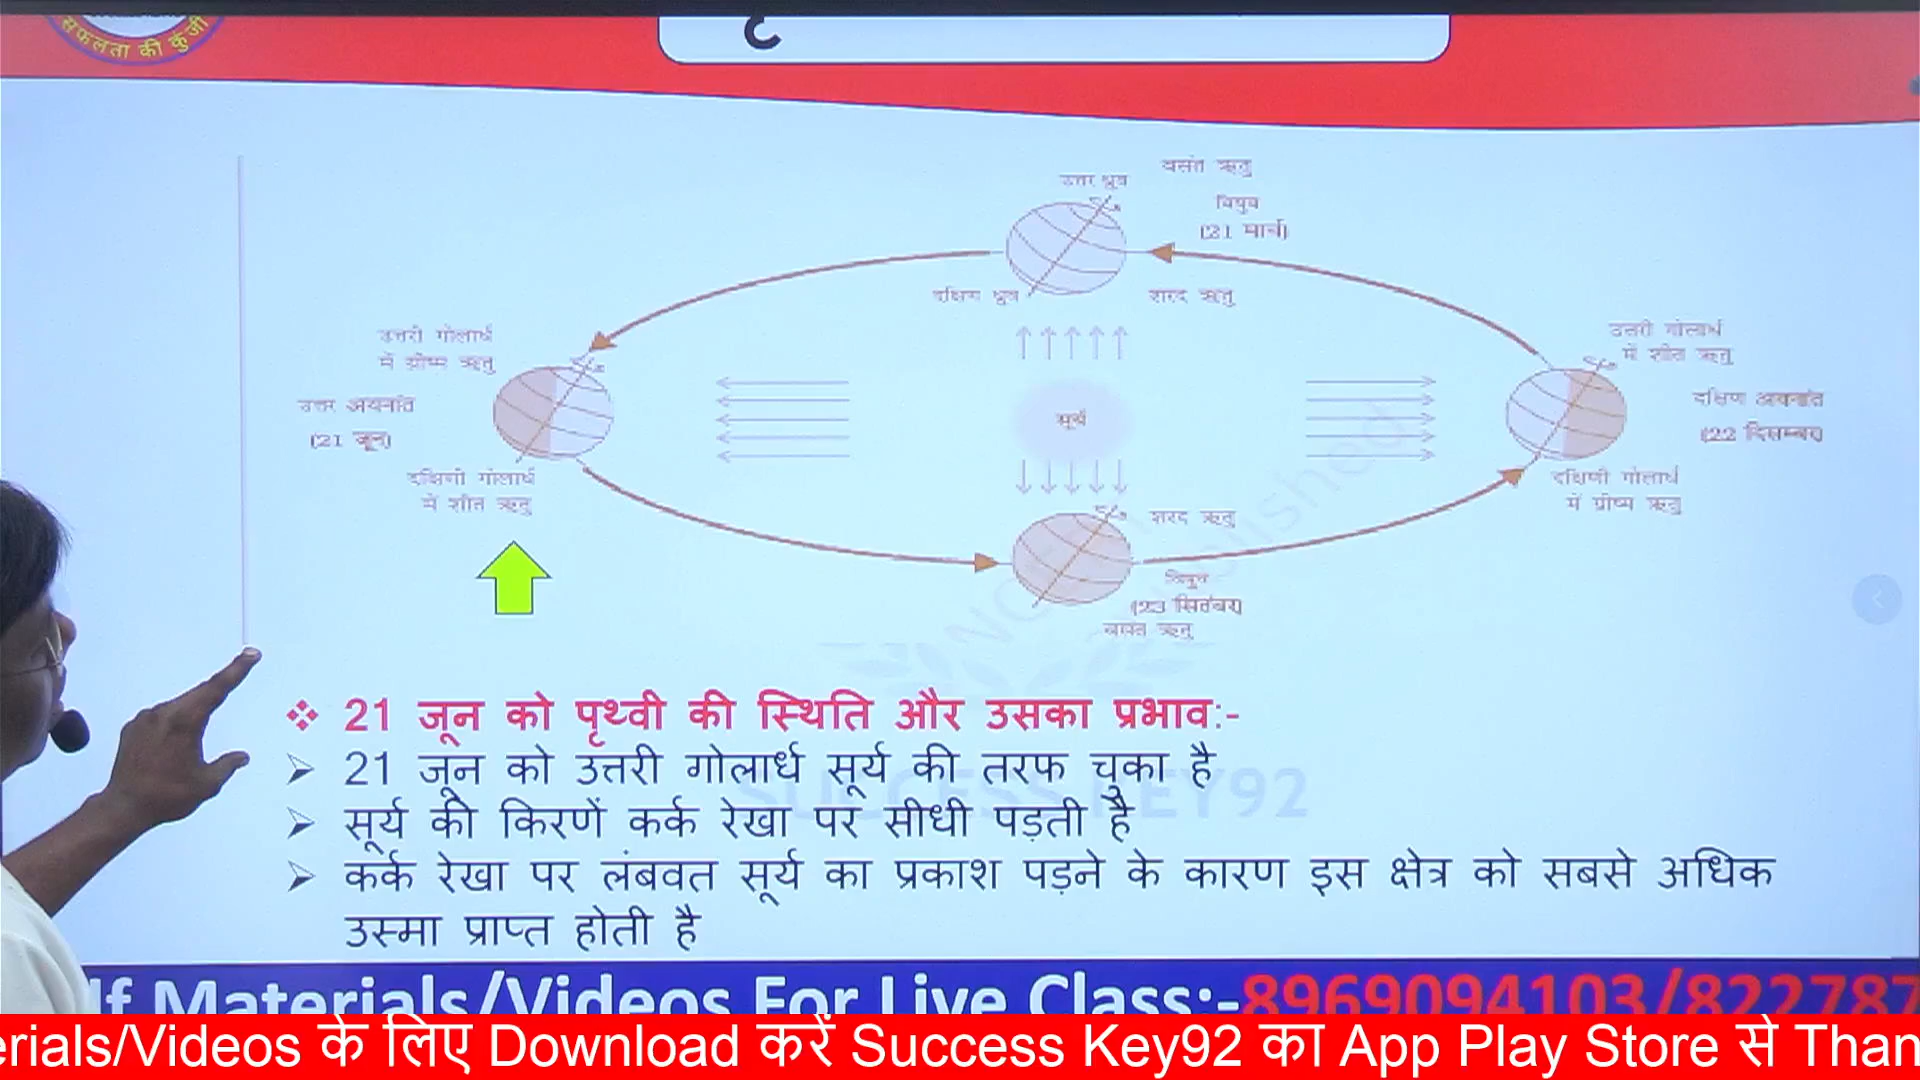 सफलता की कुंजी
वसंत ऋतु
उत्तर ध्रुव
विषुव
(21 मार्च)
दक्षिण ध्रुव
शरद ऋतु
उत्तरी गोलार्ध
में ग्रीष्म ऋतु
उत्तर अयनांत
(21 जून)
दक्षिणी गोलार्ध
में शीत ऋतु
सूर्य
उत्तरी गोलार्ध
में शीत ऋतु
दक्षिण अयनांत
(22 दिसम्बर)
दक्षिणी गोलार्ध
में ग्रीष्म ऋतु
शरद ऋतु
विषुव
(23 सितंबर)
वसंत ऋतु
21 जून को पृथ्वी की स्थिति और उसका प्रभाव:-
21 जून को उत्तरी गोलार्ध सूर्य की तरफ चुका है
सूर्य की किरणें कर्क रेखा पर सीधी पड़ती है
कर्क रेखा पर लंबवत सूर्य का प्रकाश पड़ने के कारण इस क्षेत्र को सबसे अधिक
उस्मा प्राप्त होती है
SUCCESS KEY92
df Materials/Videos For Live Class:-8969094103/822787
erials/Videos के लिए Download करें Success Key92 का App Play Store से Than